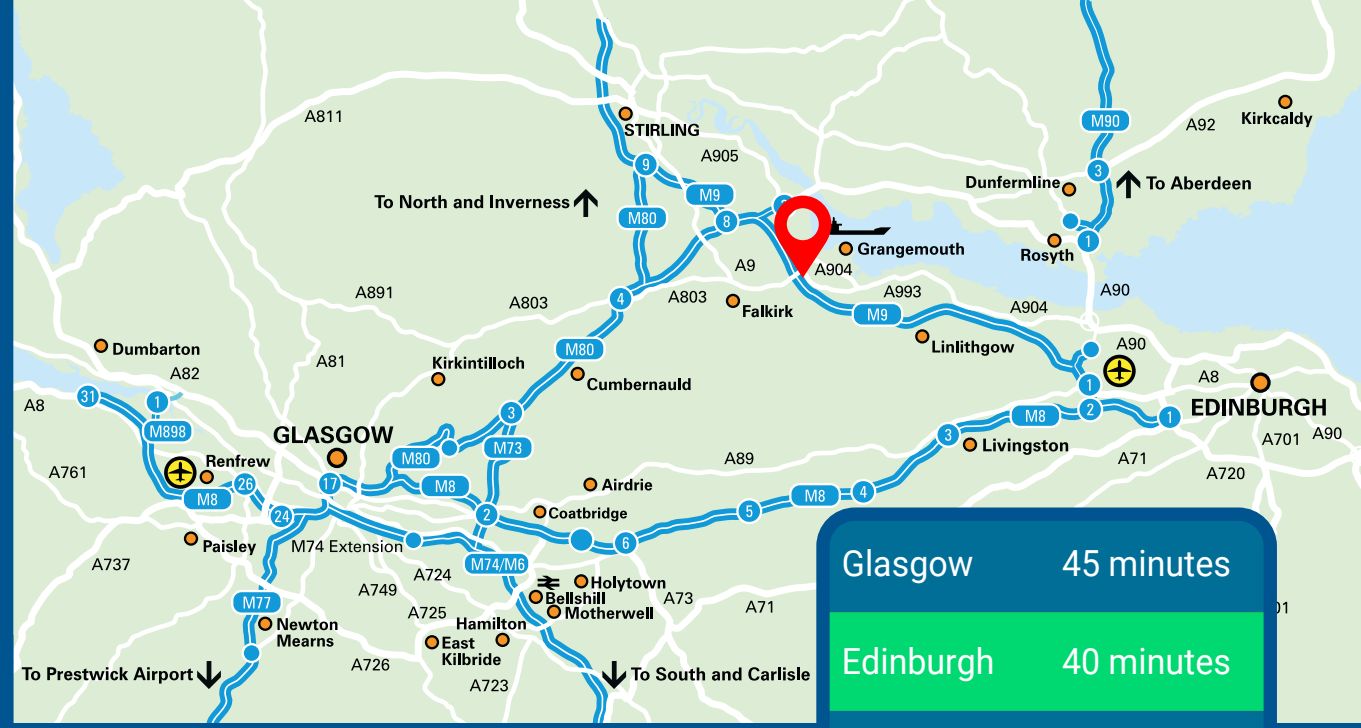 A811
STIRLING
A905
M90
A92
Kirkcaldy
9
3
Dunfermline
To Aberdeen
To North and Inverness
M9
M80
8
Rosyth
1
Grangemouth
A9
A904
A90
A891
A803
4
A803
Falkirk
A993
A904
M9
Linlithgow
A90
Dumbarton
A82
A81
Kirkintilloch
M80
Cumbernauld
1
A8
31
1
A8
EDINBURGH
M898
GLASGOW
3
M73
M80
M8
2
1
3
Livingston
A701
A90
A761
Renfrew
26
17
M8
A89
A71
A720
M8
24
2
Airdrie
Coatbridge
5
M8
4
6
Paisley
M74 Extension
A737
A749
A724
M74/M6
Holytown
Bellshill
Motherwell
A73
A71
M77
A725
Hamilton
Newton
Mearns
East
Kilbride
A726
A723
To Prestwick Airport
To South and Carlisle
Glasgow 45 minutes
Edinburgh 40 minutes